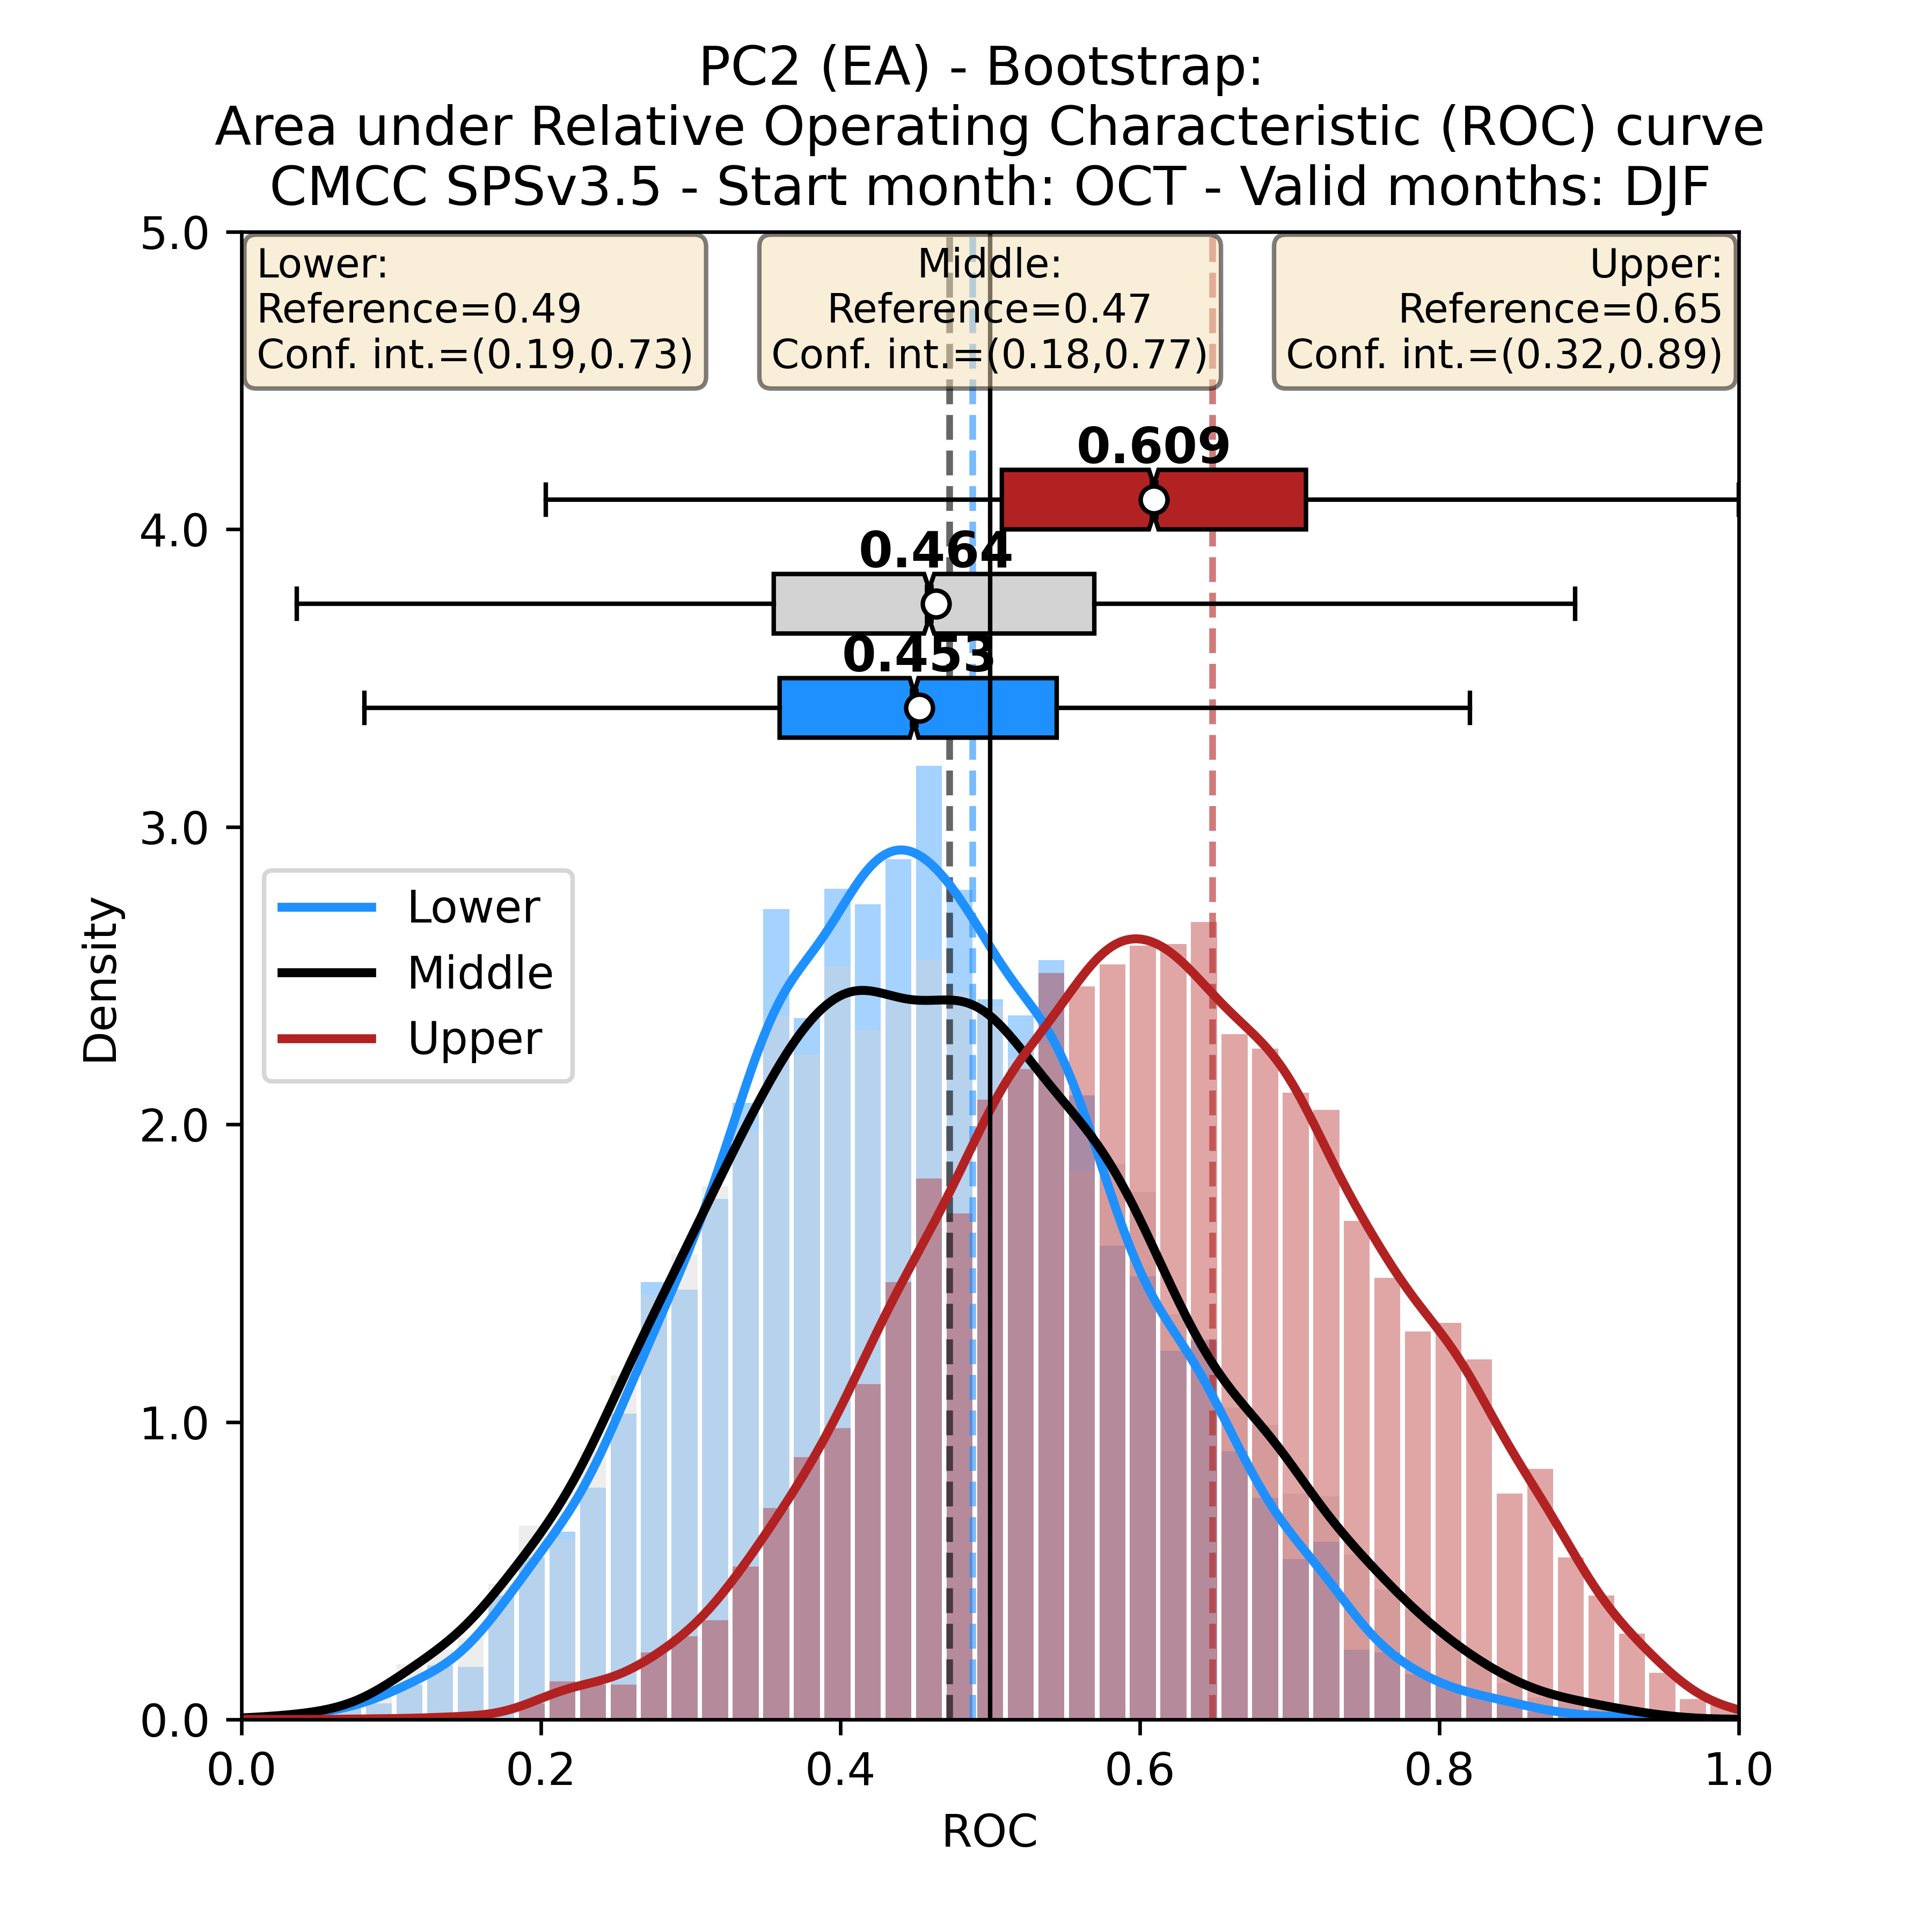 PC2 (EA) - Bootstrap:
Area under Relative Operating Characteristic (ROC) curve
CMCC SPSv3.5 - Start month: OCT - Valid months: DJF
Lower:
Reference=0.49
Conf. int.=(0.19,0.73)
Middle:
Reference=0.47
Conf. int.=(0.18,0.77)
Upper:
Reference=0.65
Conf. int.=(0.32,0.89)
0.609
0.464
0.453
Lower
Middle
Upper
Density
5.0
4.0
3.0
2.0
1.0
0.0
0.0 0.2 0.4 0.6 0.8 1.0
ROC